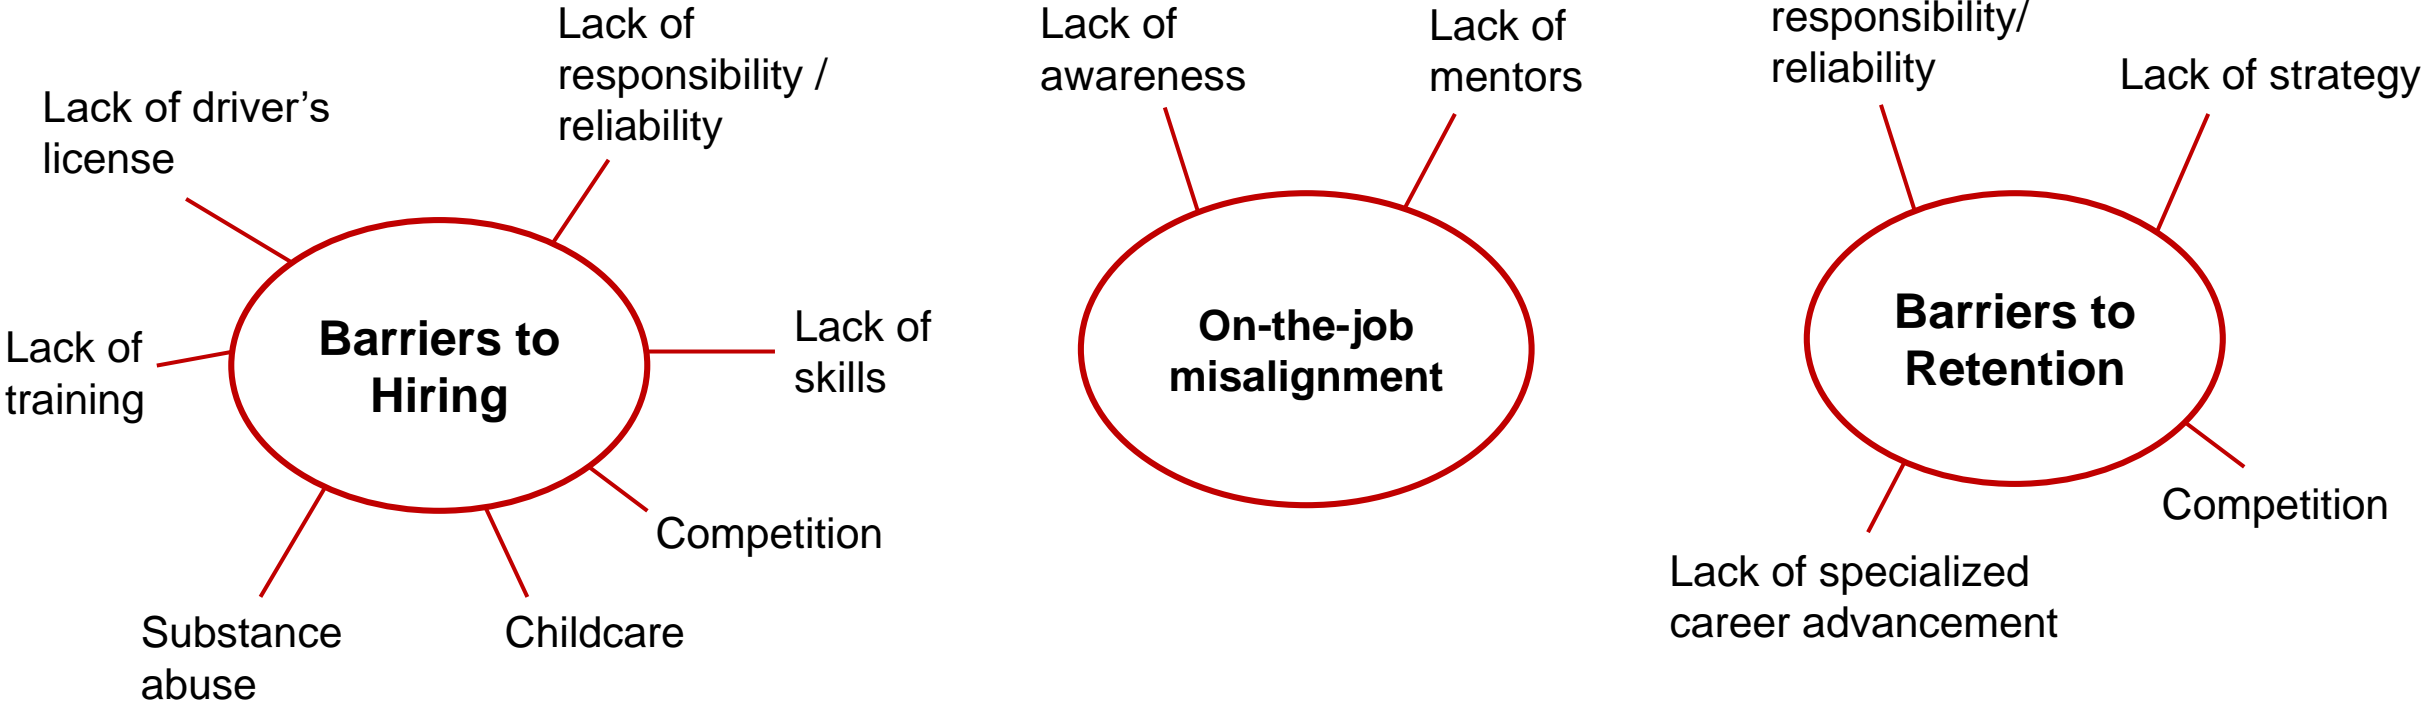 Lack of driver’s
license
Lack of
responsibility /
reliability
Lack of
training
Barriers to
Hiring
Lack of
skills
Competition
Substance
abuse
Childcare
Lack of
awareness
Lack of
mentors
On-the-job
misalignment
responsibility/
reliability
Lack of strategy
Barriers to
Retention
Competition
Lack of specialized
career advancement